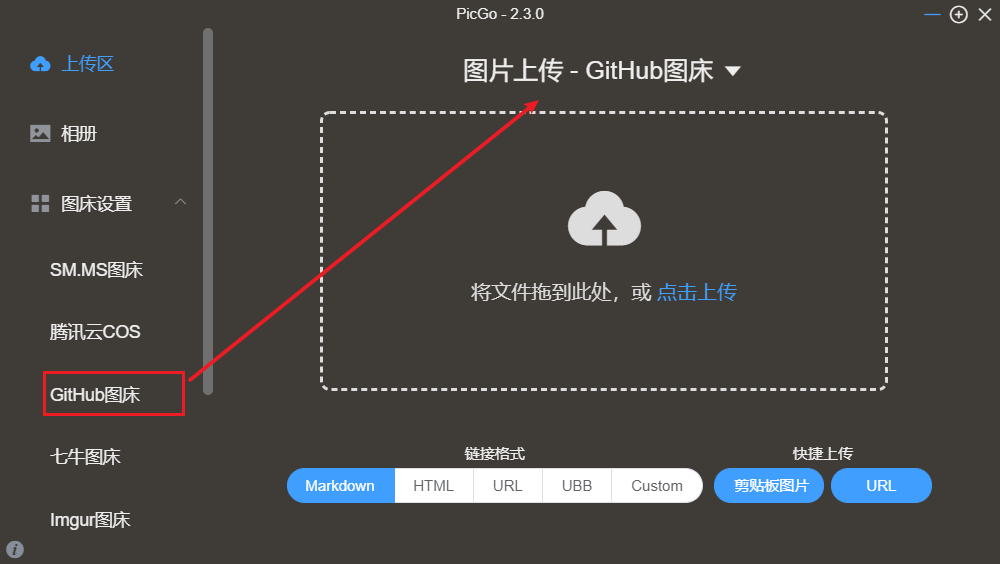 PicGo - 2.3.0
上传区
相册
图床设置
SM.MS图床
腾讯云COS
GitHub图床
七牛图床
Imgur图床
图片上传 - GitHub图床
将文件拖到此处，或 点击上传
链接格式
Markdown HTML URL UBB Custom
快捷上传
剪贴板图片 URL